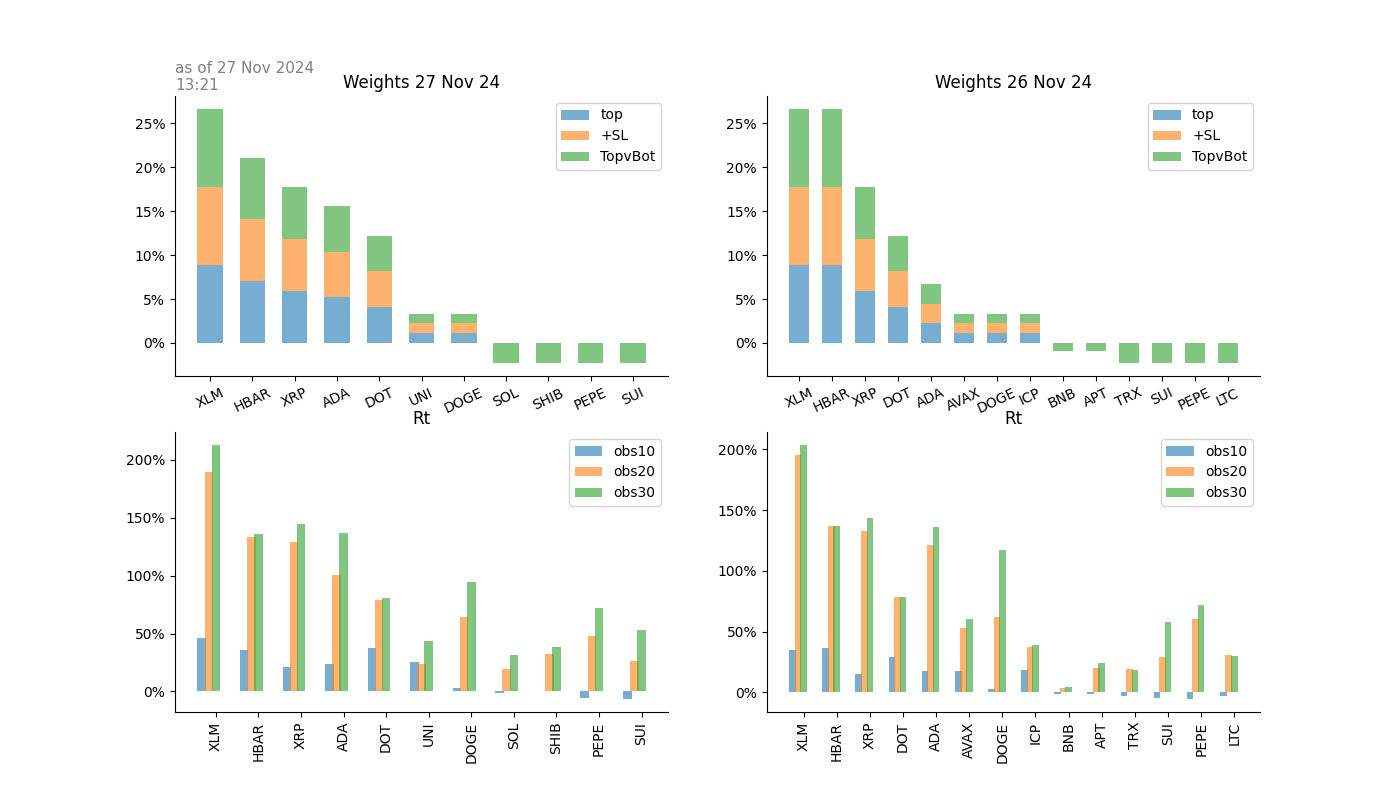 as of 27 Nov 2024
13:21
Weights 27 Nov 24
25%
20%
15%
10%
5%
0%
top
+SL
TopvBot
XLM HBAR XRP ADA DOT UNI DOGE SOL SHIB PEPE SUI
Weights 26 Nov 24
25%
20%
15%
10%
5%
0%
top
+SL
TopvBot
XLM HBAR XRP DOT ADA AVAX DOGE ICP BNB APT TRX SUI PEPE LTC
Rt
200%
150%
100%
50%
0%
obs10
obs20
obs30
XLM HBAR XRP ADA DOT UNI DOGE SOL SHIB PEPE SUI
Rt
200%
150%
100%
50%
0%
obs10
obs20
obs30
XLM HBAR XRP DOT ADA AVAX DOGE ICP BNB APT TRX SUI PEPE LTC